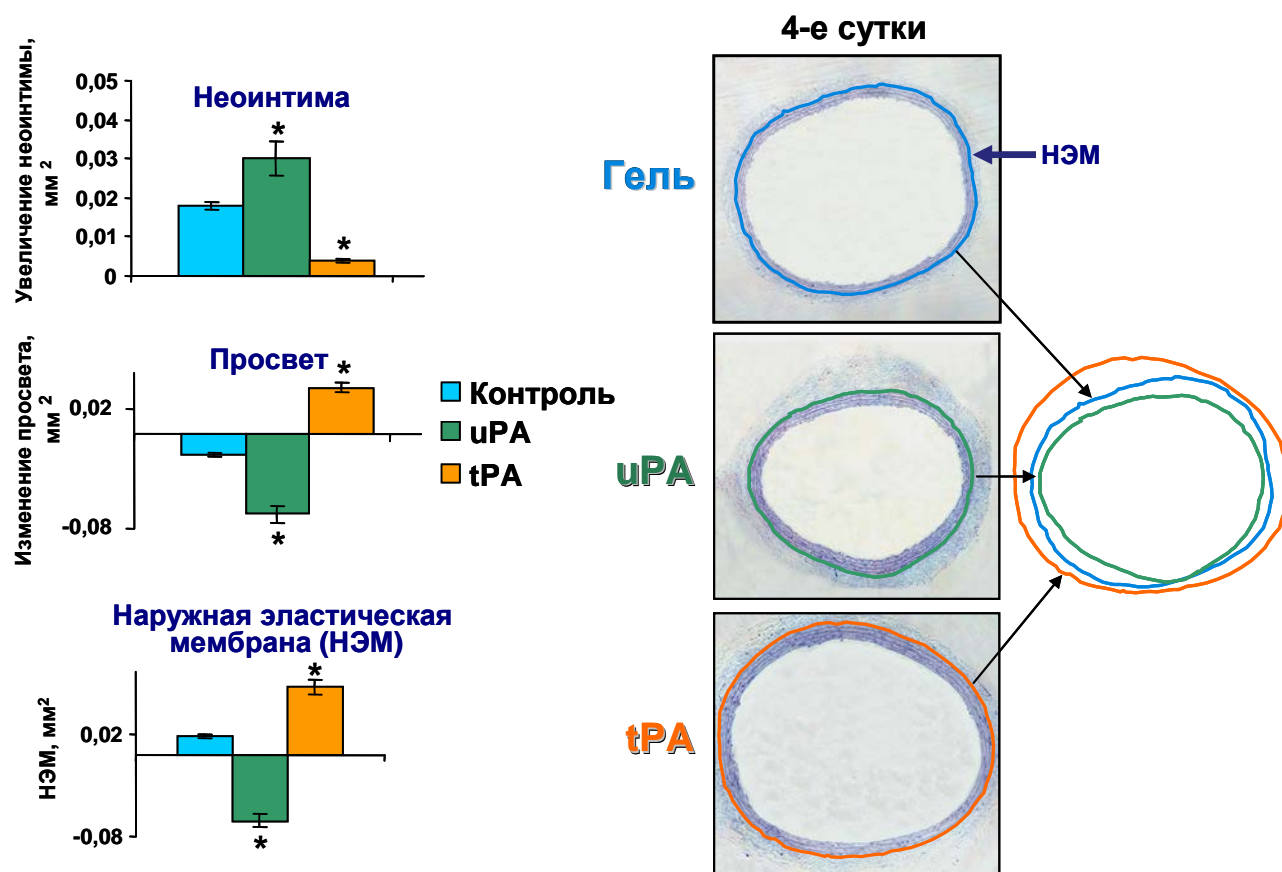 4-е сутки
Увеличение неоинтимы,
мм 2
0,05
0,02
0,03
0,02
0,01
0
Неоинтима
*
*
Гель
НЭМ
Изменение просвета,
мм 2
0,02
-0,08
Просвет
*
*
Контроль
uPA
tPA
uPA
Наружная эластическая
мембрана (НЭМ)
НЭМ, мм2
0,02
-0,08
*
*
tPA